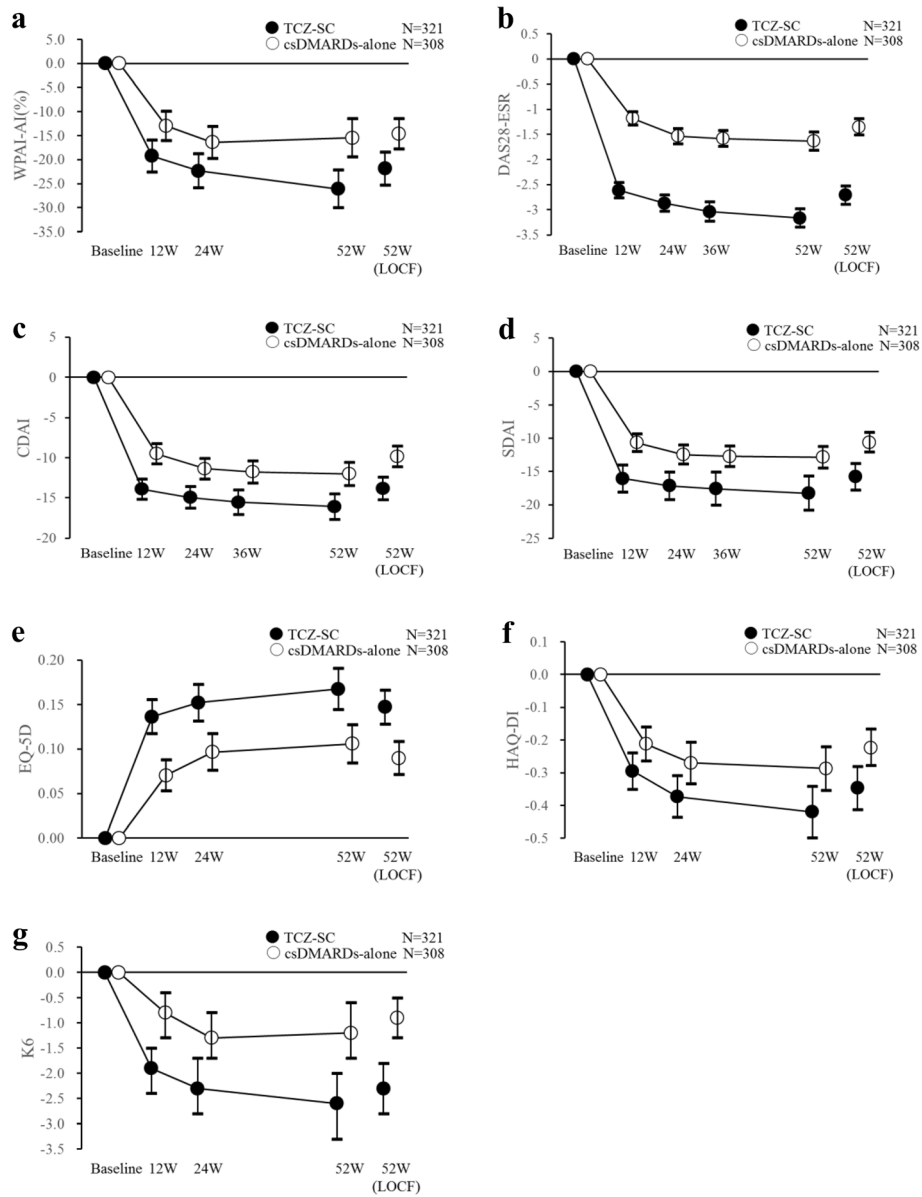 a
TCZ-SC N=321
csDMARDs-alone N=308
WPAI-AI(%)
5.0
0.0
-5.0
-10.0
-15.0
-20.0
-25.0
-30.0
-35.0
Baseline 12W 24W 52W 52W
(LOCF)
b
TCZ-SC N=321
csDMARDs-alone N=308
DAS28-ESR
0.5
0
-0.5
-1
-1.5
-2
-2.5
-3
-3.5
Baseline 12W 24W 36W 52W 52W
(LOCF)
c
TCZ-SC N=321
csDMARDs-alone N=308
CDAI
5
0
-5
-10
-15
-20
Baseline 12W 24W 36W 52W 52W
(LOCF)
d
TCZ-SC N=321
csDMARDs-alone N=308
SDAI
5
0
-5
-10
-15
-20
-25
Baseline 12W 24W 36W 52W 52W
(LOCF)
e
TCZ-SC N=321
csDMARDs-alone N=308
EQ-5D
0.20
0.15
0.10
0.05
0.00
Baseline 12W 24W 52W 52W
(LOCF)
f
TCZ-SC N=321
csDMARDs-alone N=308
HAQ-DI
0.1
0.0
-0.1
-0.2
-0.3
-0.4
-0.5
Baseline 12W 24W 52W 52W
(LOCF)
g
TCZ-SC N=321
csDMARDs-alone N=308
K6
0.5
0.0
-0.5
-1.0
-1.5
-2.0
-2.5
-3.0
-3.5
Baseline 12W 24W 52W 52W
(LOCF)